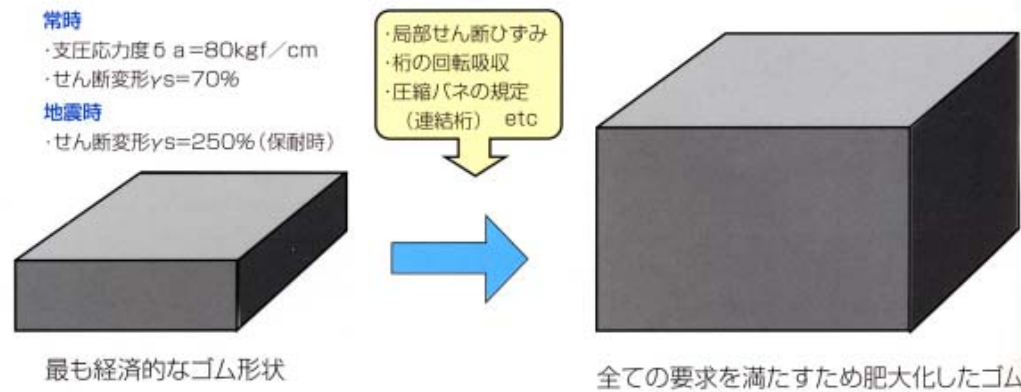 常時
·支圧応力度6 a=80kgf/cm
·せん断変形γs=70%
地震時
·せん断変形γs=250%(保耐時)
·局部せん断ひずみ
·桁の回転吸収
·圧縮バネの規定
(連結桁) etc
最も経済的なゴム形状
全ての要求を満たすため肥大化したゴム